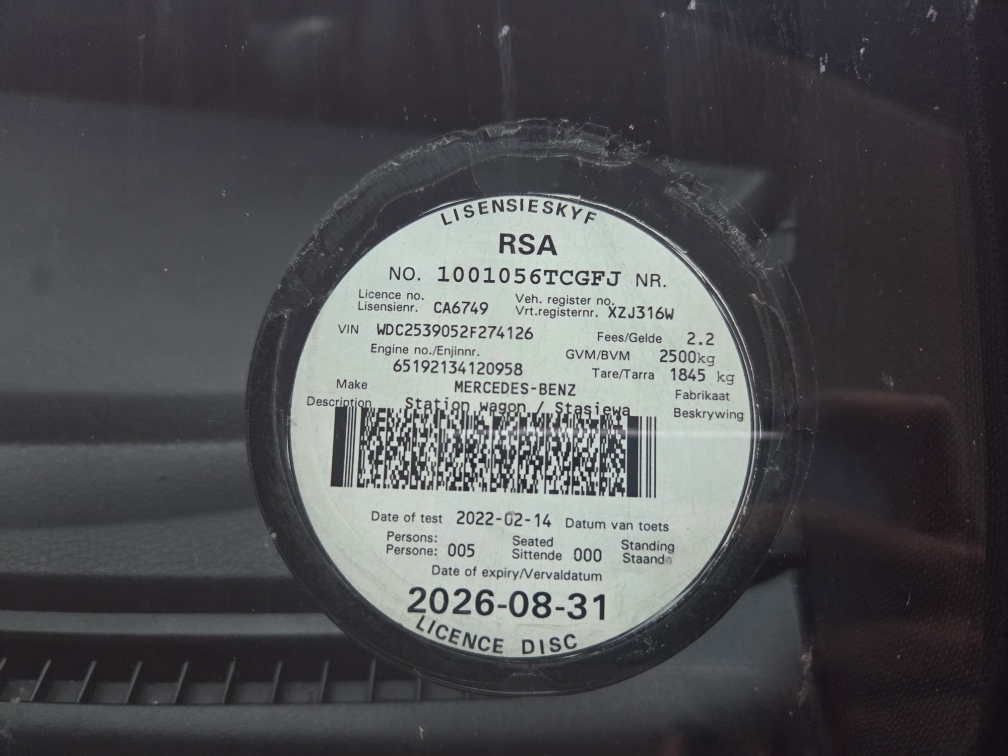 LISENSIESKYF
RSA
NO. 1001056TCGFJ NR.
Licence no. Veh. register no.
Lisensienr. CA6749 Vrt.registernr. XZJ316W
VIN WDC2539052F274126 Fees/Gelde 2.2
Engine no./Enjinnr. GVM/BVM 2500kg
65192134120958 Tare/Tarra 1845 kg
Make MERCEDES-BENZ Fabrikaat
Description Station wagon / Stasiewa Beskrywing
Date of test 2022-02-14 Datum van toets
Persons: Seated Standing
Persone: 005 Sittende 000 Staande
Date of expiry/Vervaldatum
2026-08-31
LICENCE DISC